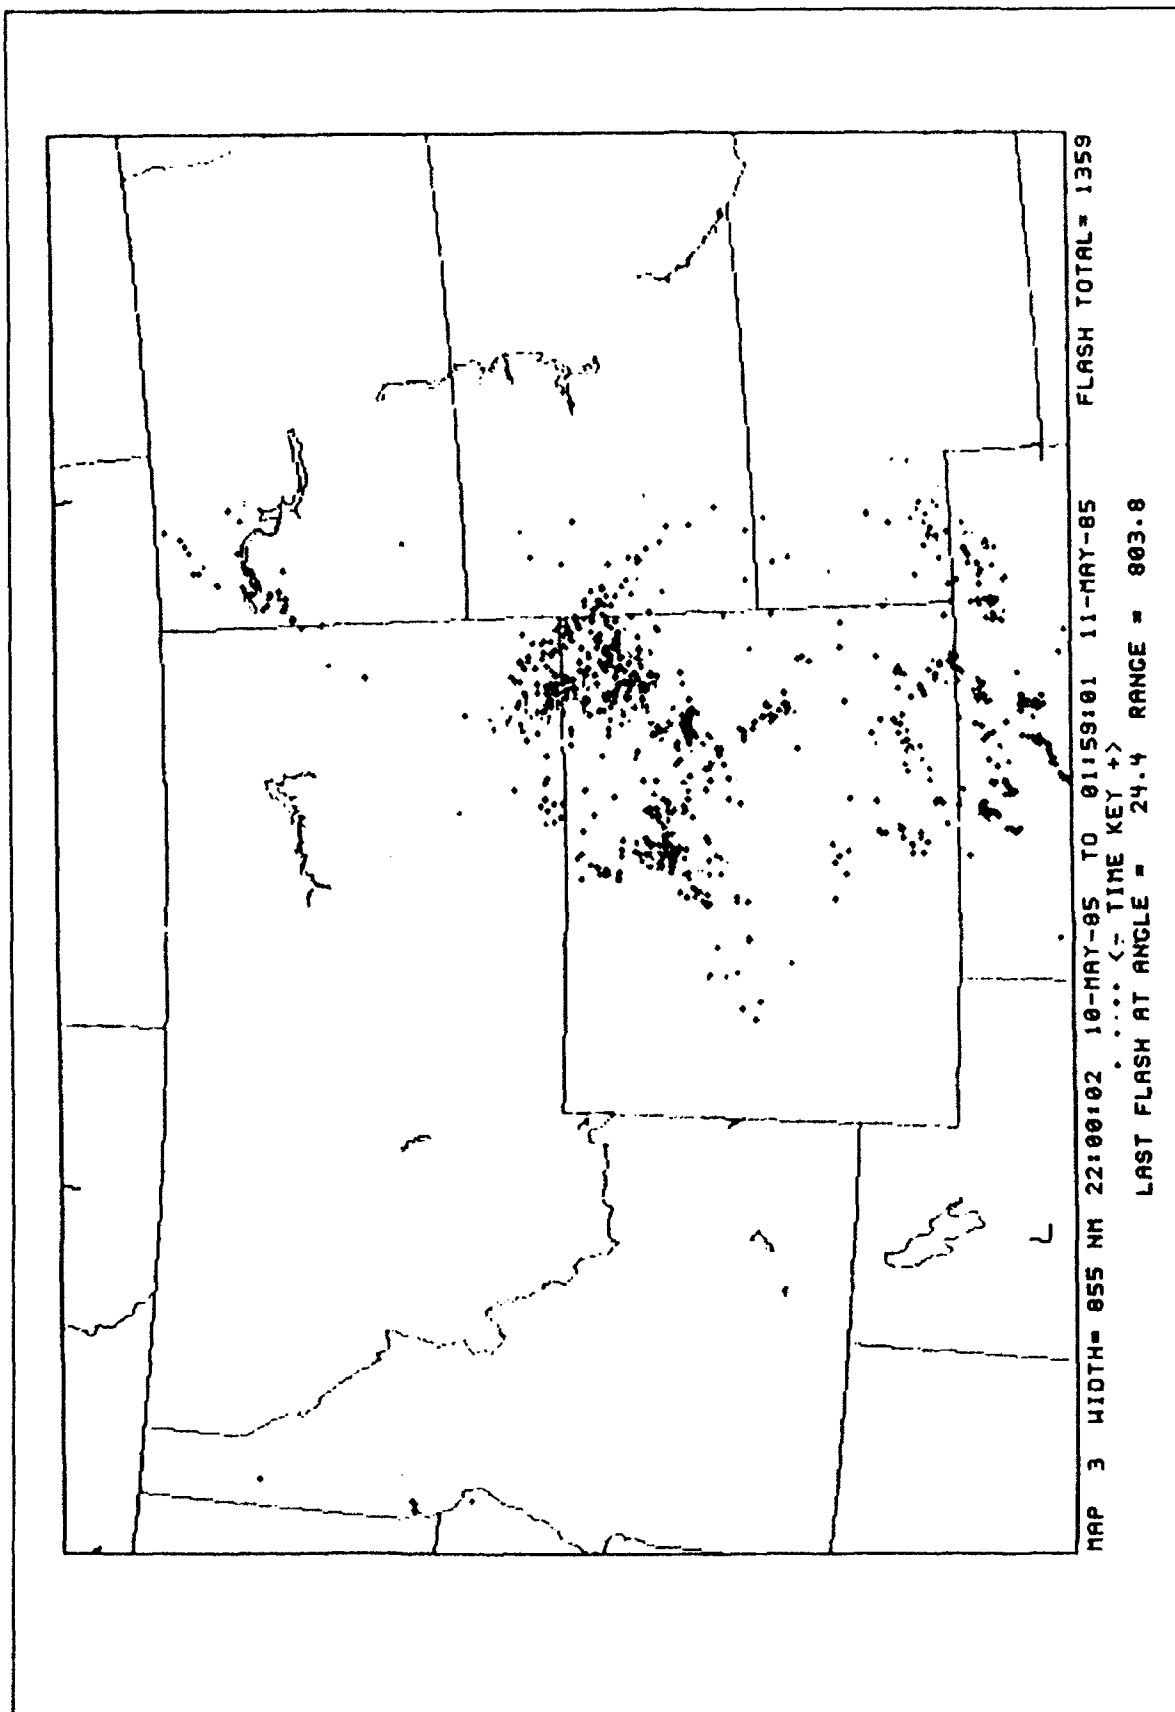 MAP 3 WIDTH= 855 NM 22:00:02 10-MAY-85 TO 01:59:01 11-MAY-85 FLASH TOTAL= 1359
<- TIME KEY +>
LAST FLASH AT ANGLE = 24.4 RANGE = 803.8